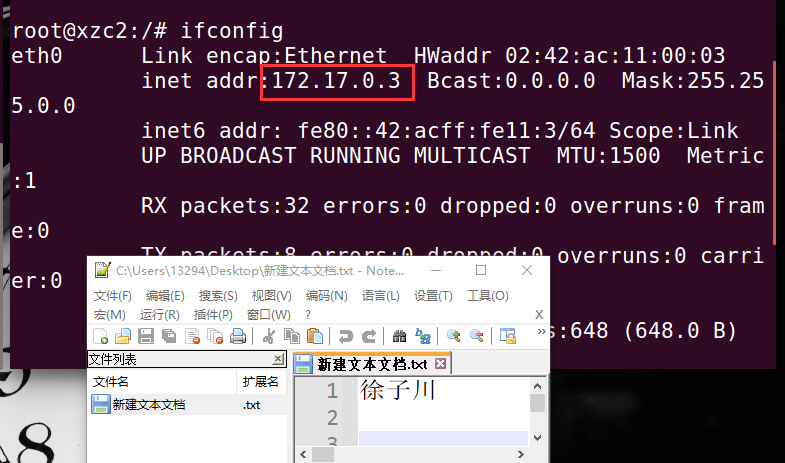 root@xzc2:/# ifconfig
eth0 Link encap:Ethernet HWaddr 02:42:ac:11:00:03
inet addr:172.17.0.3 Bcast:0.0.0.0 Mask:255.25
5.0.0
inet6 addr: fe80::42:acff:fe11:3/64 Scope:Link
UP BROADCAST RUNNING MULTICAST MTU:1500 Metric
:1
RX packets:32 errors:0 dropped:0 overruns:0 fram
e:0
TX packets:8 errors:0 dropped:0 overruns:0 carri
er:0
s:648 (648.0 B)
C:\Users\13294\Desktop\新建文本文档.txt - Note...
文件(F) 编辑(E) 搜索(S) 视图(V) 编码(N) 语言(L) 设置(T) 工具(O)
宏(M) 运行(R) 插件(P) 窗口(W) ? X
文件列表
新建文本文档.txt
文件名 扩展名
新建文本文档 .txt
1 徐子川
2
3
A8